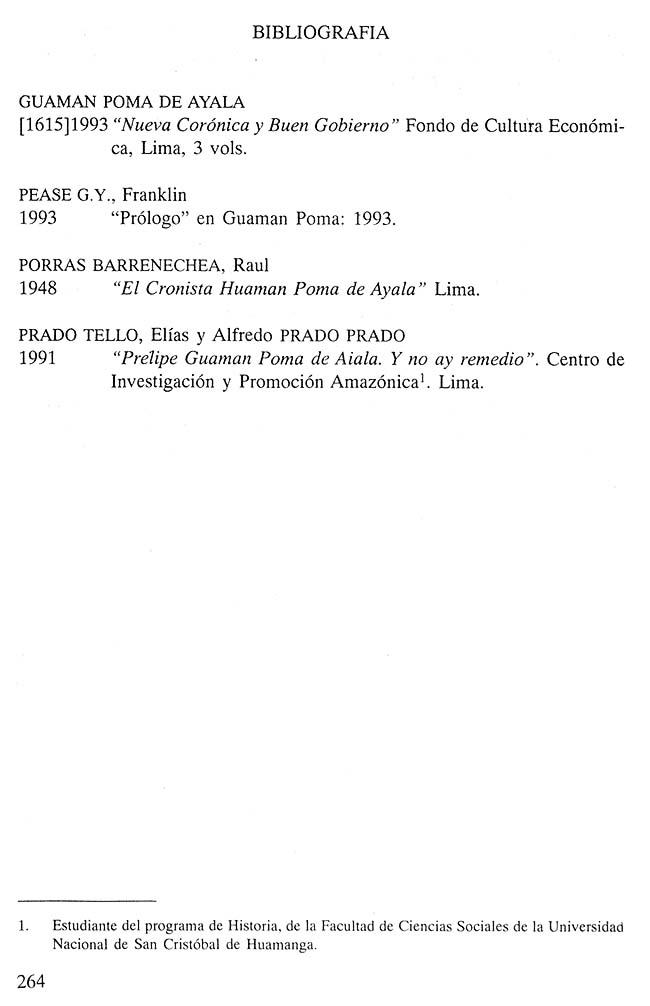 BIBLIOGRAFIA
GUAMAN POMA DE AYALA
[1615]1993 “Nueva Corónica y Buen Gobierno” Fondo de Cultura Económi-
ca, Lima, 3 vols.
PEASE G.Y., Franklin
1993 “Prólogo” en Guaman Poma: 1993.
PORRAS BARRENECHEA, Raul
1948 “El Cronista Huaman Poma de Ayala” Lima.
PRADO TELLO, Elías y Alfredo PRADO PRADO
1991 “Prelipe Guaman Poma de Aiala. Y no ay remedio”. Centro de
Investigación y Promoción Amazónica¹. Lima.
1. Estudiante del programa de Historia, de la Facultad de Ciencias Sociales de la Universidad
Nacional de San Cristóbal de Huamanga.
264